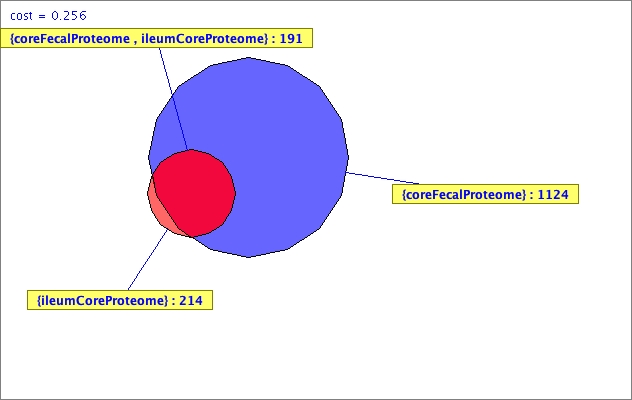 cost = 0.256
{coreFecalProteome , ileumCoreProteome} : 191
{coreFecalProteome} : 1124
{ileumCoreProteome} : 214